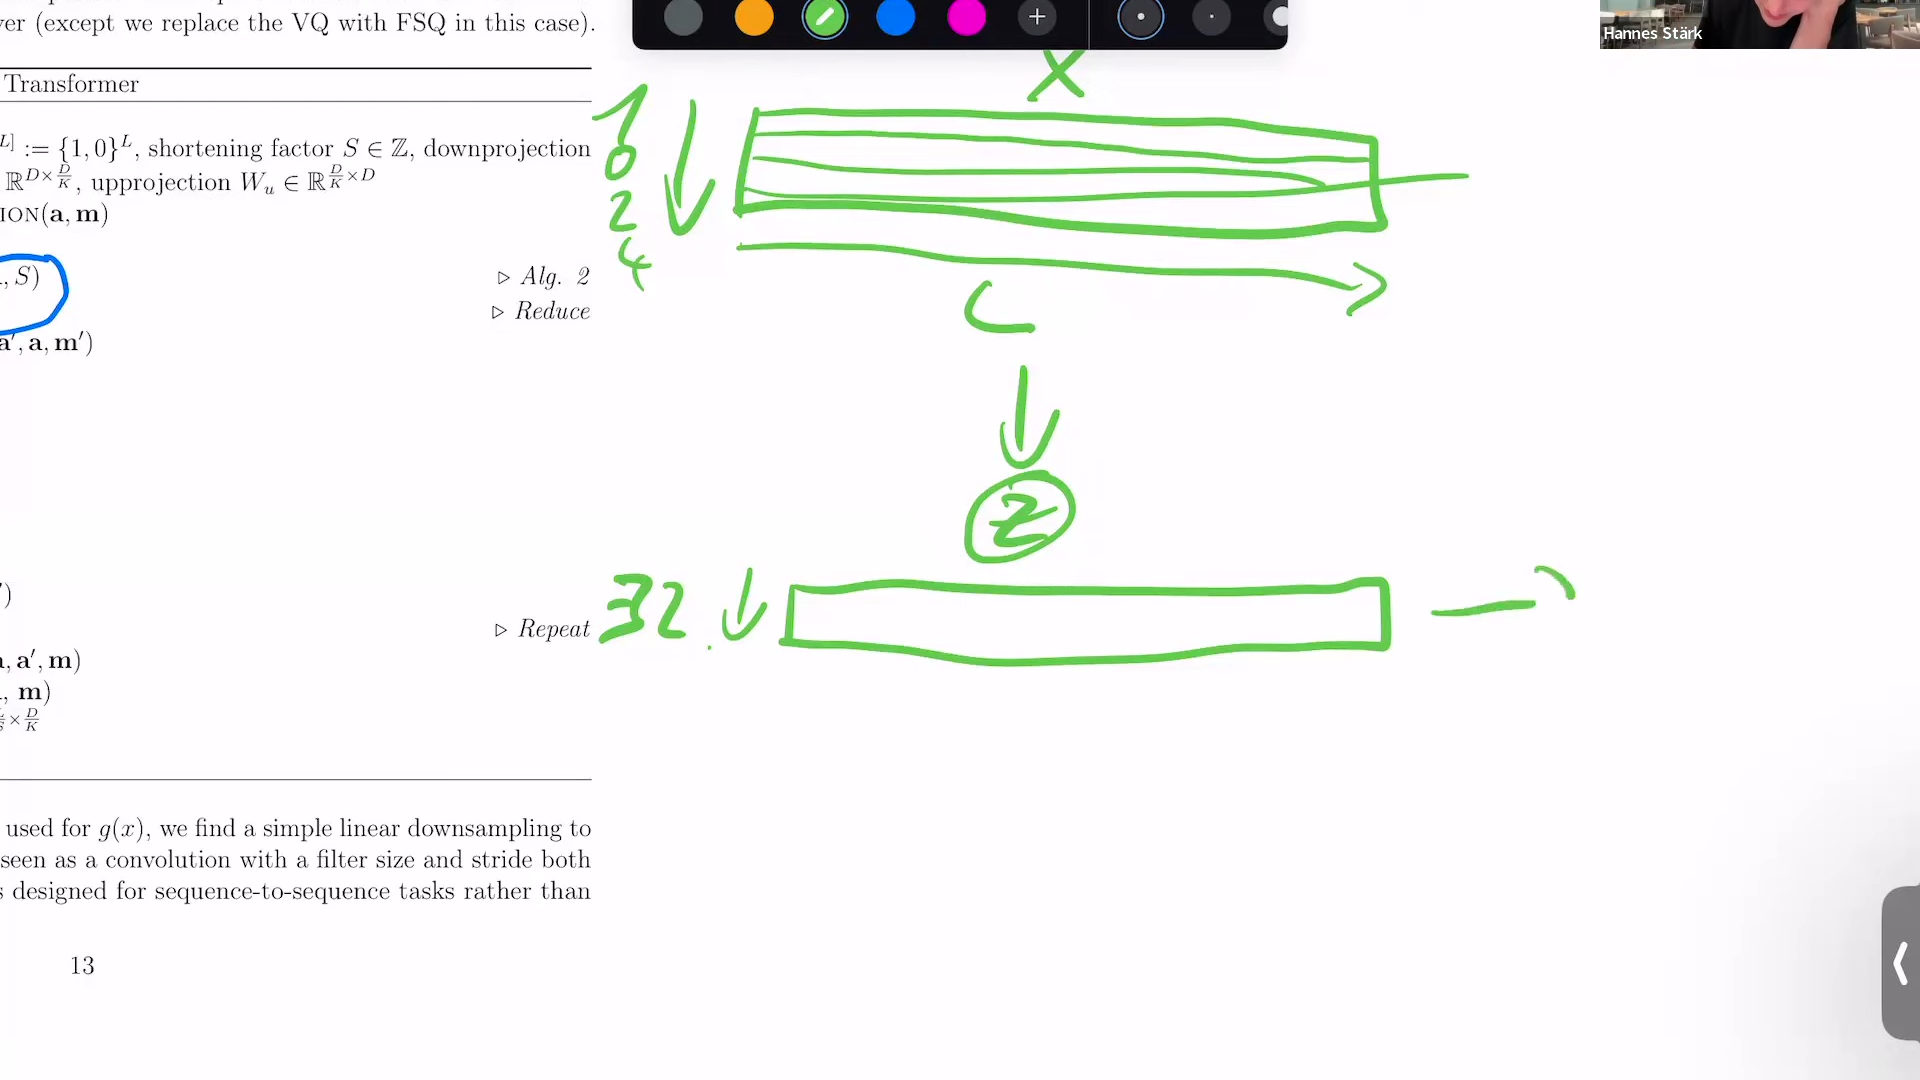 ver (except we replace the VQ with FSQ in this case).
Transformer
L] := {1, 0}^L, shortening factor S ∈ ℤ, downprojection
ℝ^{D×D/K}, upprojection W_u ∈ ℝ^{D/K×D}
ION(a, m)
, S) ▷ Alg. 2
▷ Reduce
a′, a, m′)
′)
▷ Repeat
, a′, m)
, m)
× D/K
used for g(x), we find a simple linear downsampling to
seen as a convolution with a filter size and stride both
s designed for sequence-to-sequence tasks rather than
13
Hannes Stärk
X
1
0
2
4
L
Z
32